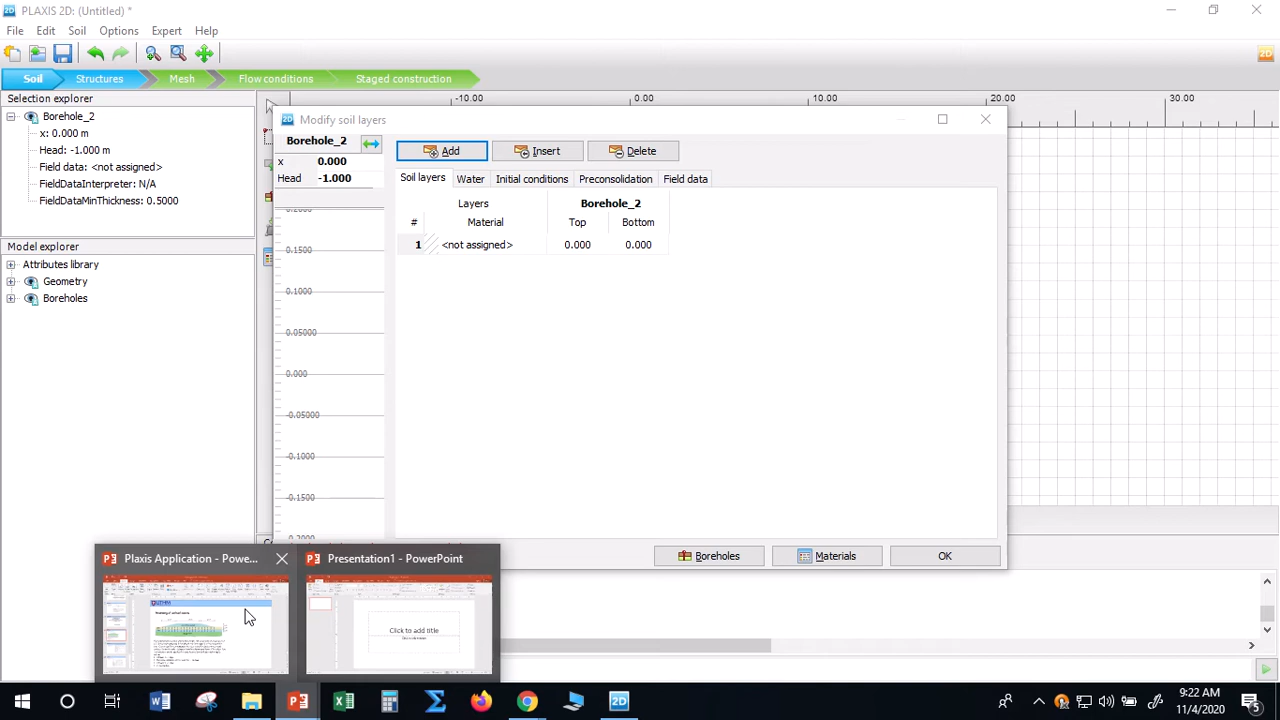 PLAXIS 2D: (Untitled) *
File Edit Soil Options Expert Help
Soil Structures Mesh Flow conditions Staged construction
Selection explorer
Borehole_2
x: 0.000 m
Head: -1.000 m
Field data: <not assigned>
FieldDataInterpreter: N/A
FieldDataMinThickness: 0.5000
Model explorer
Attributes library
Geometry
Boreholes
-10.00 0.00 10.00 20.00 30.00
Modify soil layers
Borehole_2
x 0.000
Head -1.000
Add Insert Delete
Soil layers Water Initial conditions Preconsolidation Field data
Layers Borehole_2
# Material Top Bottom
1 <not assigned> 0.000 0.000
0.1500
0.1000
0.05000
0.000
-0.05000
-0.1000
-0.1500
Boreholes Materials OK
Plaxis Application - Powe...
Presentation1 - PowerPoint
Click to add title
9:22 AM
11/4/2020
5